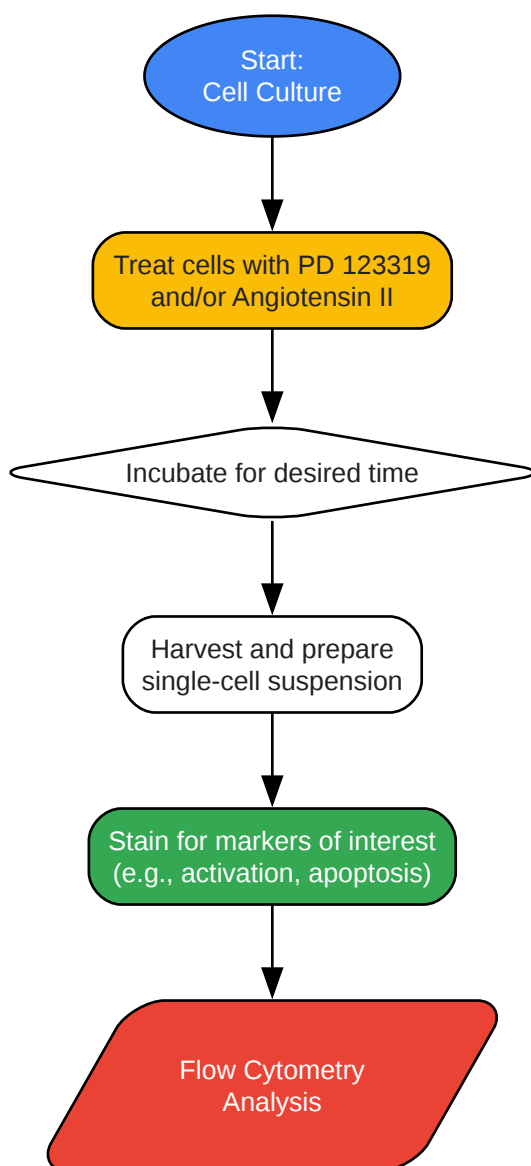 Start:
Cell Culture
Treat cells with PD 123319
and/or Angiotensin II
Incubate for desired time
Harvest and prepare
single-cell suspension
Stain for markers of interest
(e.g., activation, apoptosis)
Flow Cytometry
Analysis